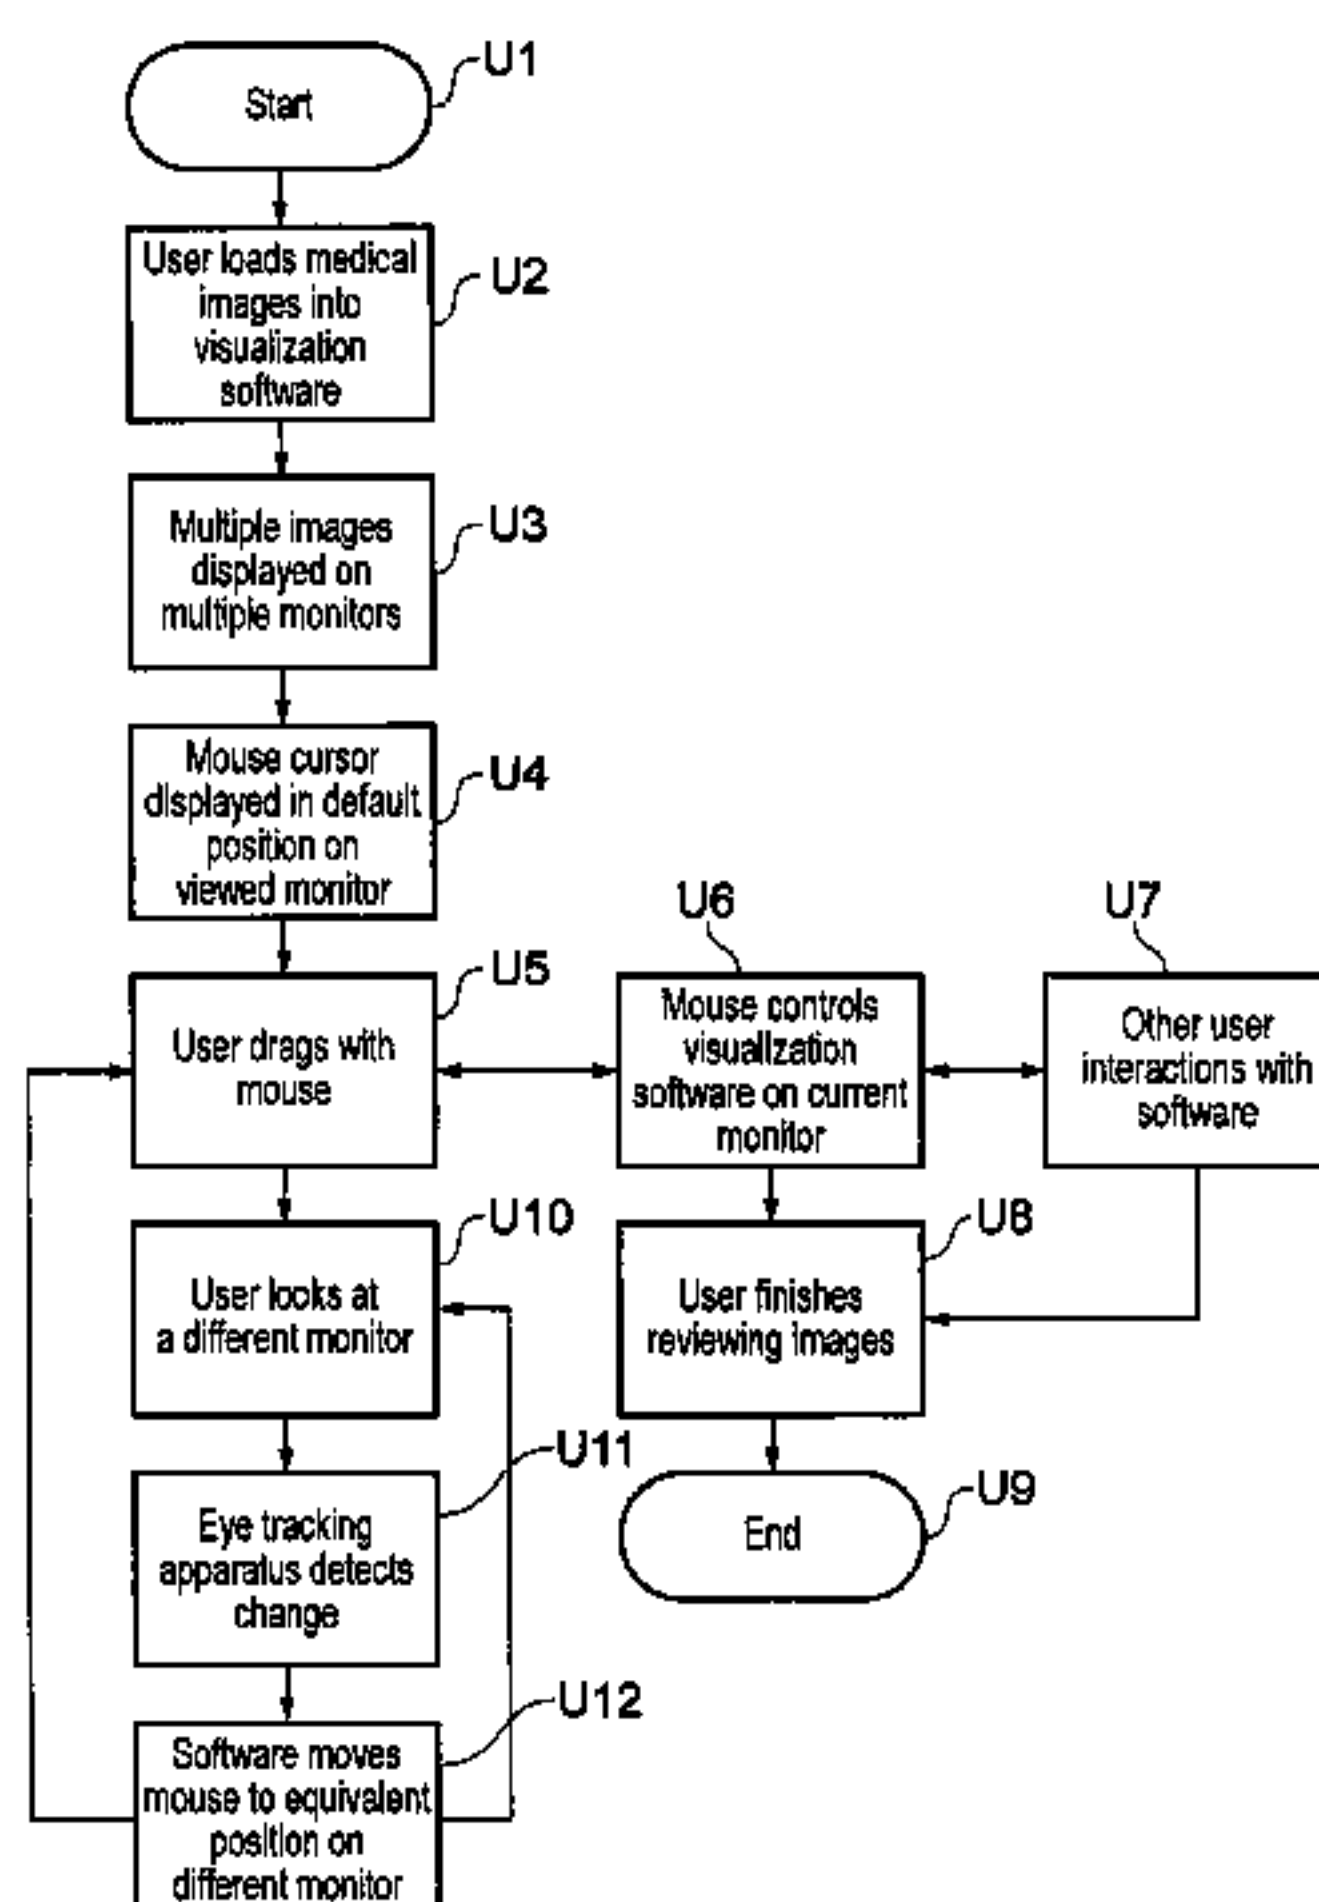 U1
Start
U2
User loads medical
images into
visualization
software
U3
Multiple images
displayed on
multiple monitors
U4
Mouse cursor
displayed in default
position on
viewed monitor
U5
User drags with
mouse
U6
Mouse controls
visualization
software on current
monitor
U7
Other user
interactions with
software
U10
User looks at
a different monitor
U8
User finishes
reviewing images
U11
Eye tracking
apparatus detects
change
U9
End
U12
Software moves
mouse to equivalent
position on
different monitor